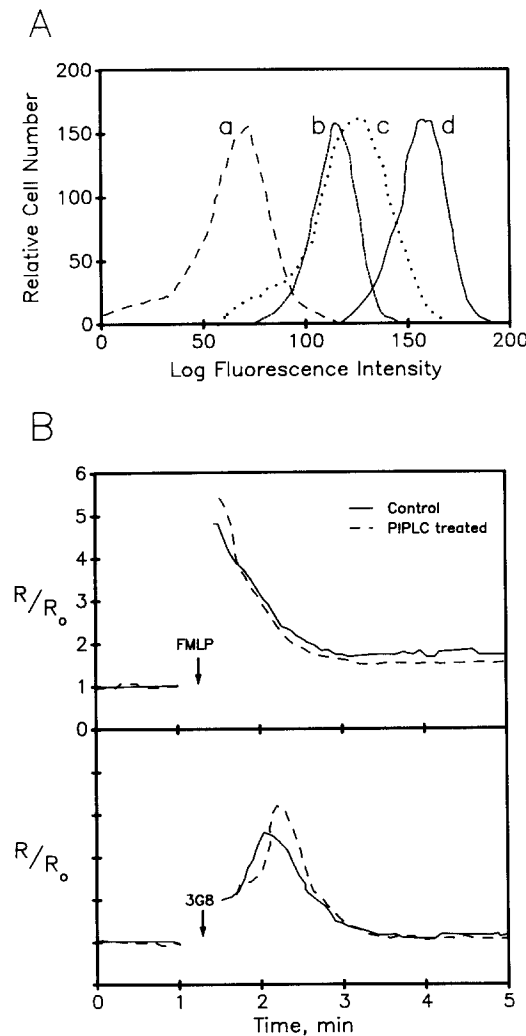 A
200
150
100
50
0
Relative Cell Number
a
b
c
d
0
50
100
150
200
Log Fluorescence Intensity
B
6
5
4
3
2
1
0
R/Ro
Control
PIPLC treated
FMLP
R/Ro
3G8
0
1
2
3
4
5
Time, min